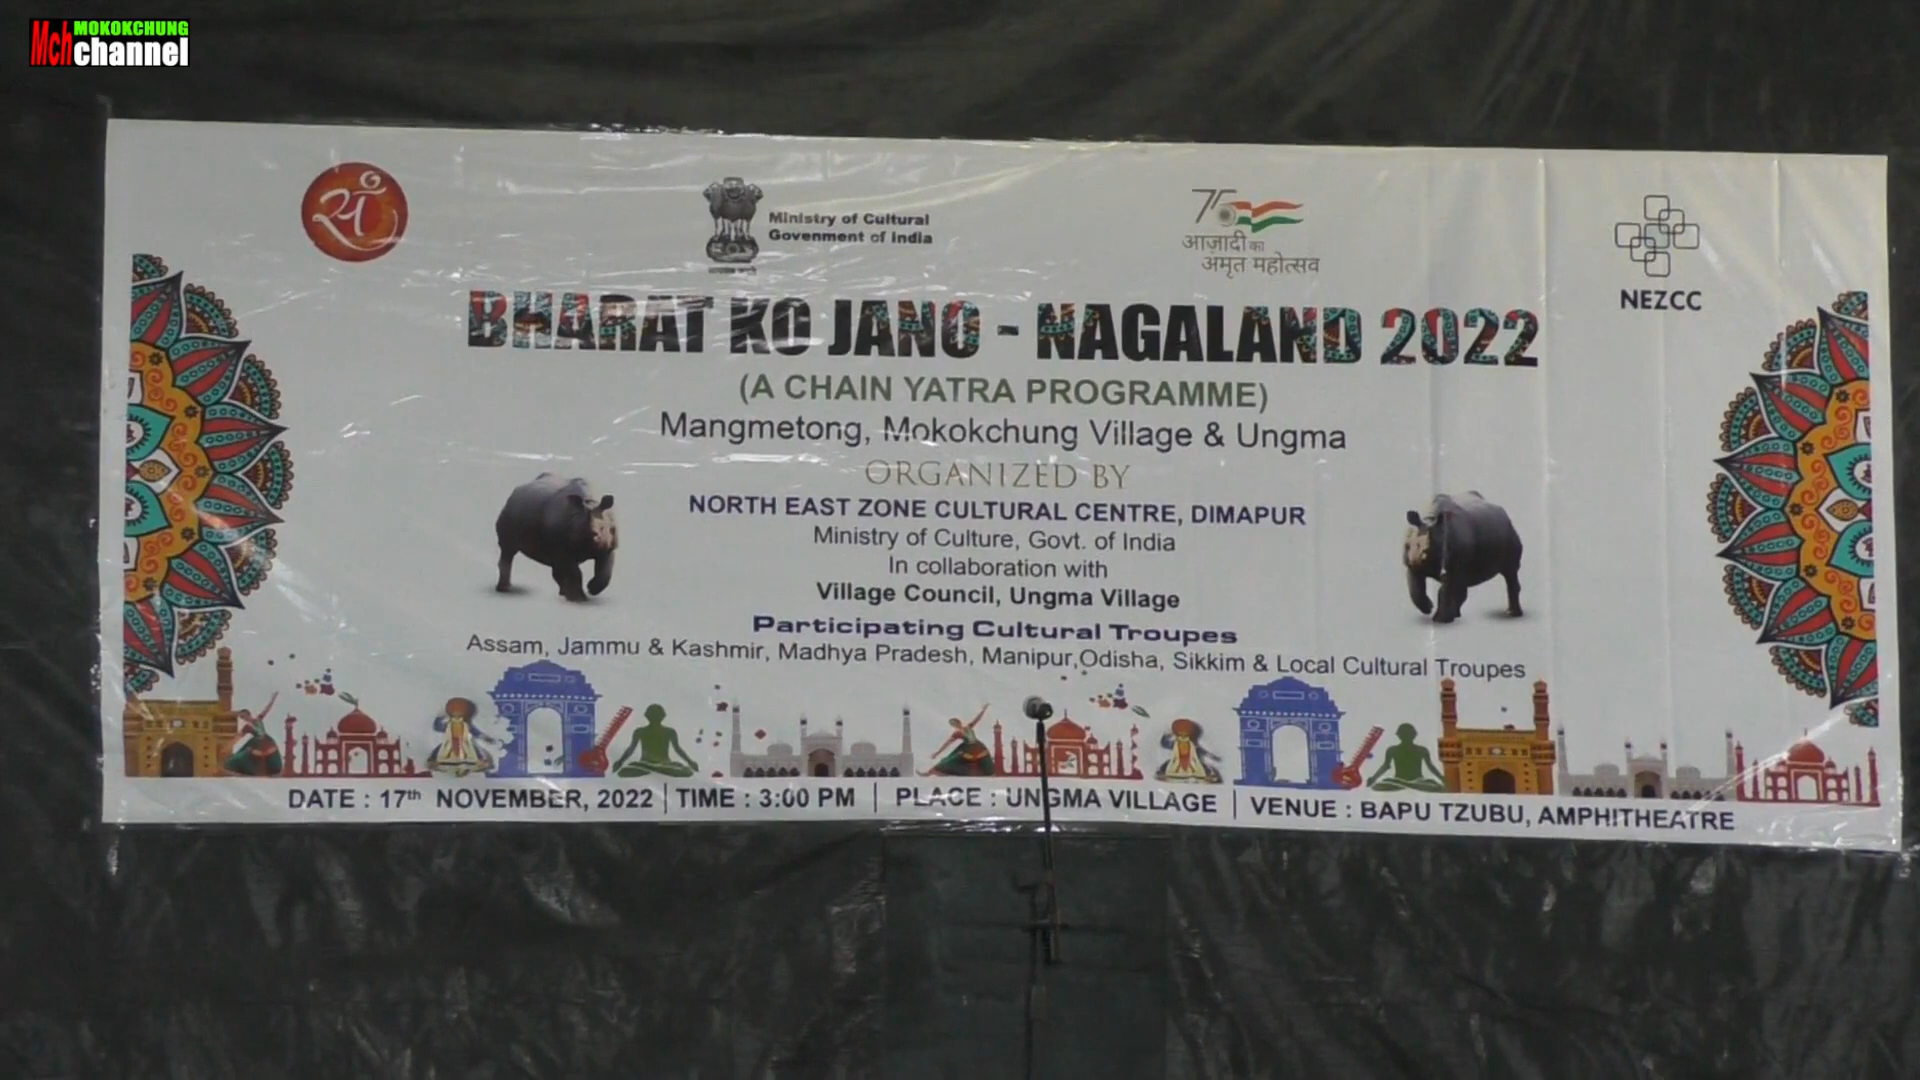 MOKOKCHUNG
Mch channel
सं
Ministry of Cultural
Govenment of India
75
आज़ादी का
अमृत महोत्सव
NEZCC
BHARAT KO JANO - NAGALAND 2022
(A CHAIN YATRA PROGRAMME)
Mangmetong, Mokokchung Village & Ungma
ORGANIZED BY
NORTH EAST ZONE CULTURAL CENTRE, DIMAPUR
Ministry of Culture, Govt. of India
In collaboration with
Village Council, Ungma Village
Participating Cultural Troupes
Assam, Jammu & Kashmir, Madhya Pradesh, Manipur,Odisha, Sikkim & Local Cultural Troupes
DATE : 17th NOVEMBER, 2022 | TIME : 3:00 PM | PLACE : UNGMA VILLAGE | VENUE : BAPU TZUBU, AMPHITHEATRE